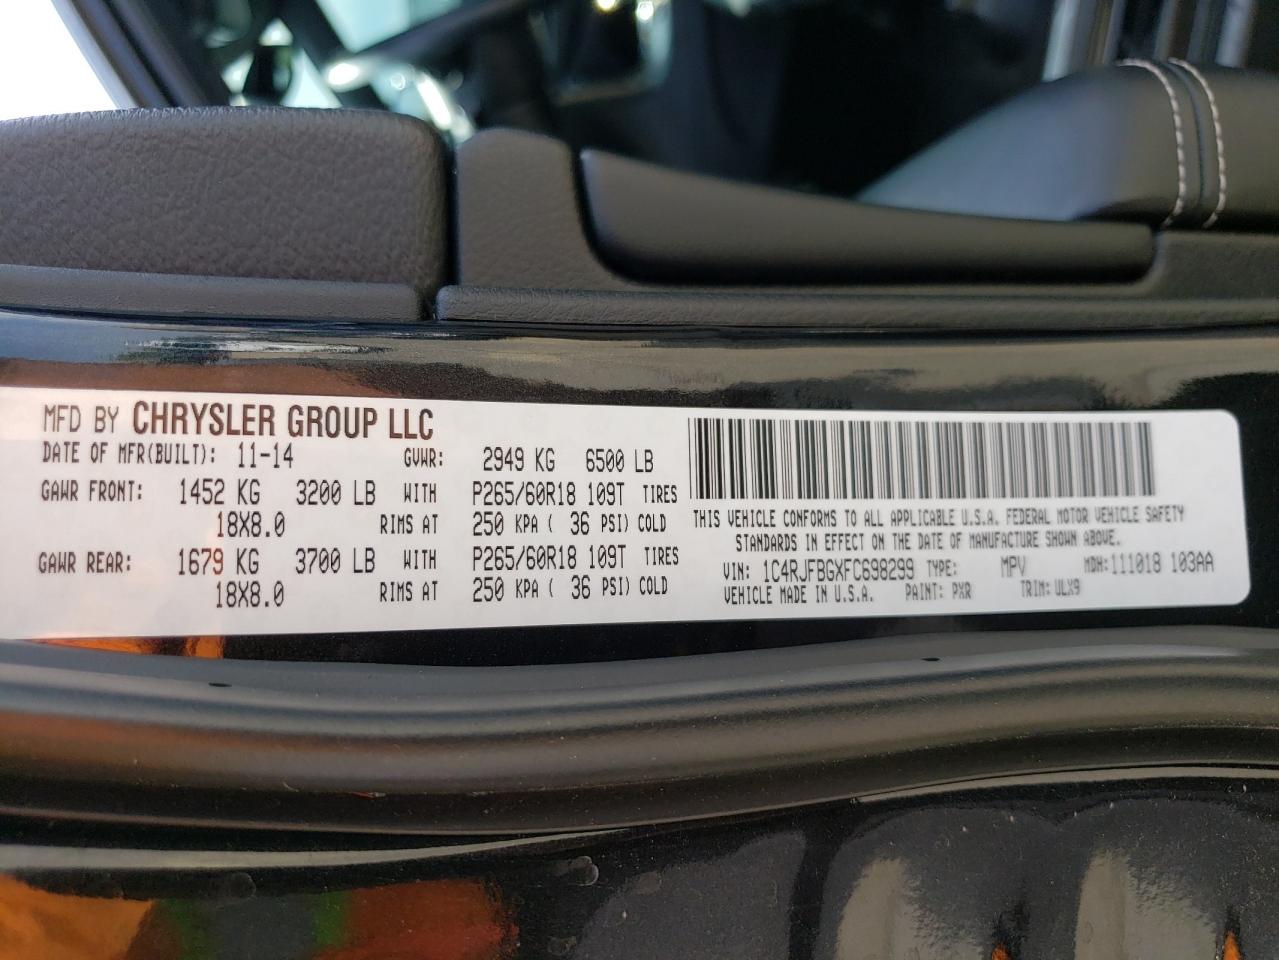 MFD BY CHRYSLER GROUP LLC
DATE OF MFR(BUILT): 11-14 GVWR: 2949 KG 6500 LB
GAWR FRONT: 1452 KG 3200 LB WITH P265/60R18 109T TIRES
18X8.0 RIMS AT 250 KPA ( 36 PSI) COLD
GAWR REAR: 1679 KG 3700 LB WITH P265/60R18 109T TIRES
18X8.0 RIMS AT 250 KPA ( 36 PSI) COLD
THIS VEHICLE CONFORMS TO ALL APPLICABLE U.S.A. FEDERAL MOTOR VEHICLE SAFETY
STANDARDS IN EFFECT ON THE DATE OF MANUFACTURE SHOWN ABOVE.
VIN: 1C4RJFBGXFC698299 TYPE: MPV MDH:111018 103AA
VEHICLE MADE IN U.S.A. PAINT: PXR TRIM: ULX9